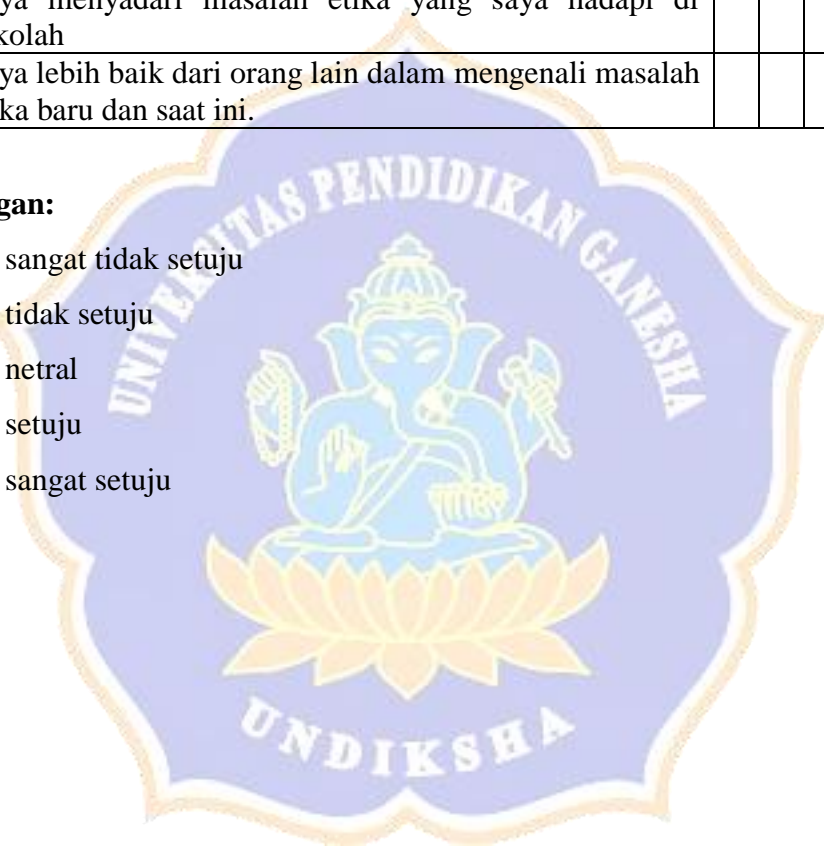 ya menyadari masalah etika yang saya hadapi di
kolah
ya lebih baik dari orang lain dalam mengenali masalah
ka baru dan saat ini.
gan:
sangat tidak setuju
tidak setuju
netral
setuju
sangat setuju
UNIVERSITAS PENDIDIKAN GANESHA
UNDIKSHA